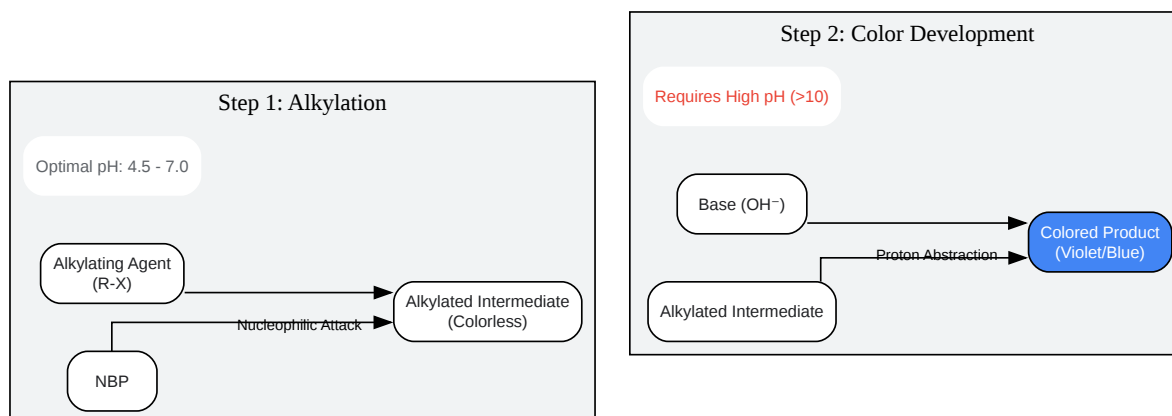 Step 1: Alkylation
Optimal pH: 4.5 - 7.0
Alkylating Agent
(R-X)
Nucleophilic Attack
NBP
Alkylated Intermediate
(Colorless)
Step 2: Color Development
Requires High pH (>10)
Base (OH⁻)
Proton Abstraction
Alkylated Intermediate
Colored Product
(Violet/Blue)